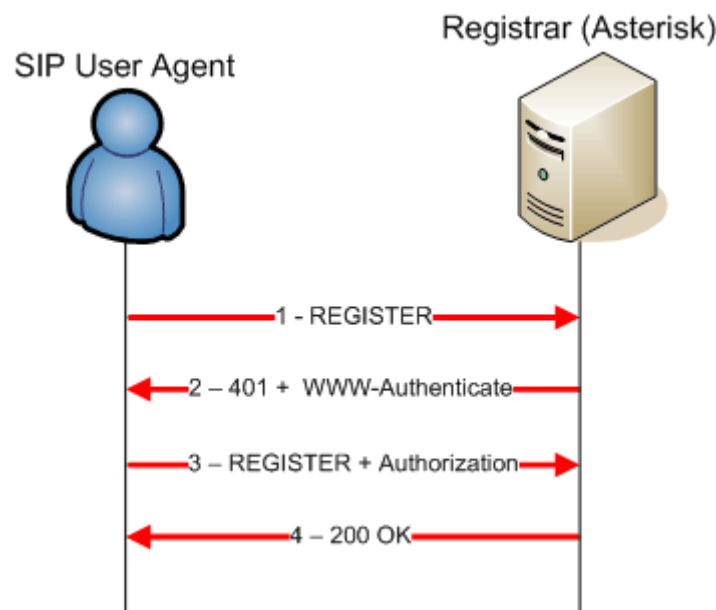 Registrar (Asterisk)
SIP User Agent
1 - REGISTER
2 – 401 + WWW-Authenticate
3 – REGISTER + Authorization
4 – 200 OK